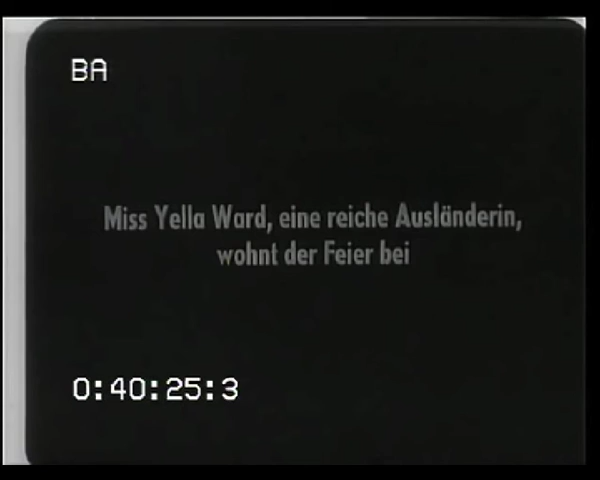 BA
Miss Yella Ward, eine reiche Ausländerin,
wohnt der Feier bei
0:40:25:3